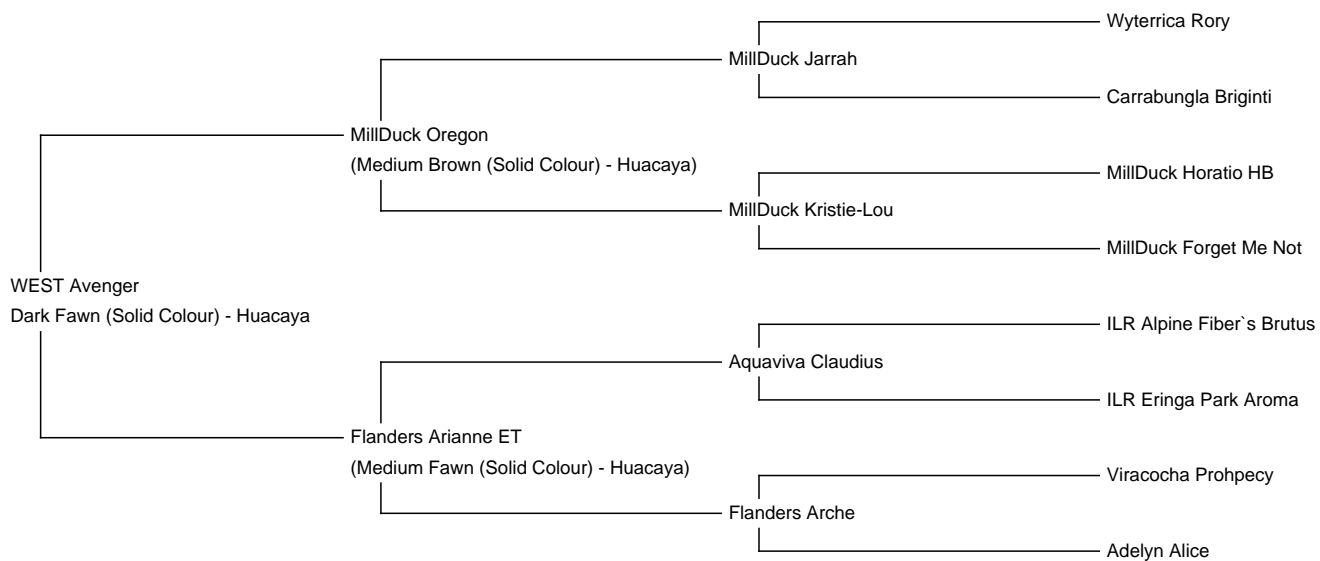 Wyterrica Rory
MillDuck Jarrah
Carrabungla Briginti
MillDuck Oregon
(Medium Brown (Solid Colour) - Huacaya)
MillDuck Horatio HB
MillDuck Kristie-Lou
MillDuck Forget Me Not
WEST Avenger
Dark Fawn (Solid Colour) - Huacaya
ILR Alpine Fiber`s Brutus
Aquaviva Claudius
ILR Eringa Park Aroma
Flanders Arianne ET
(Medium Fawn (Solid Colour) - Huacaya)
Viracocha Prohpecy
Flanders Arche
Adelyn Alice